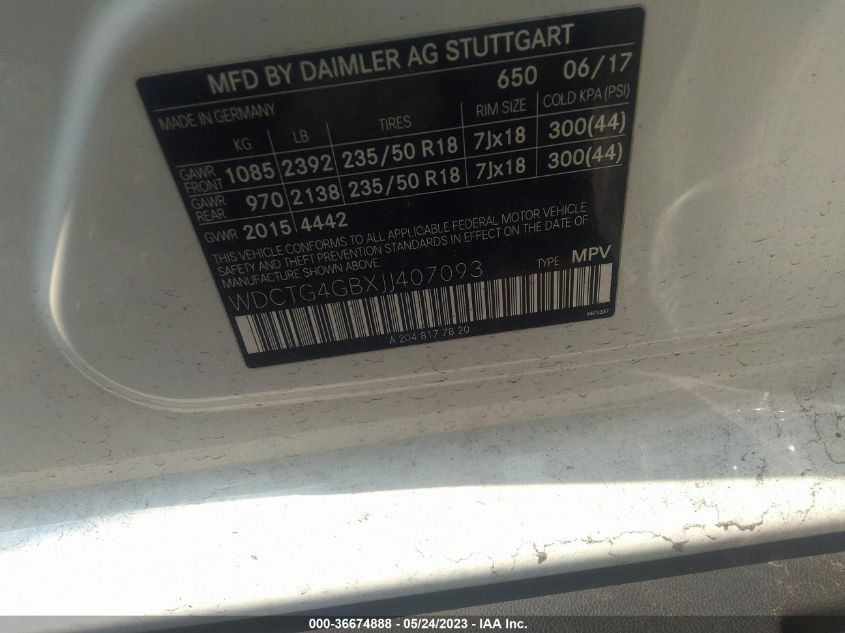 MFD BY DAIMLER AG STUTTGART
650 06/17
MADE IN GERMANY
KG LB TIRES RIM SIZE COLD KPA (PSI)
GAWR FRONT 1085 2392 235/50 R18 7Jx18 300(44)
GAWR REAR 970 2138 235/50 R18 7Jx18 300(44)
GVWR 2015 4442
THIS VEHICLE CONFORMS TO ALL APPLICABLE FEDERAL MOTOR VEHICLE
SAFETY AND THEFT PREVENTION STANDARDS IN EFFECT ON THE DATE OF
MANUFACTURE SHOWN ABOVE.
TYPE: MPV
WDCTG4GBXJJ407093
A 204 817 78 20
000-36674888 - 05/24/2023 - IAA Inc.